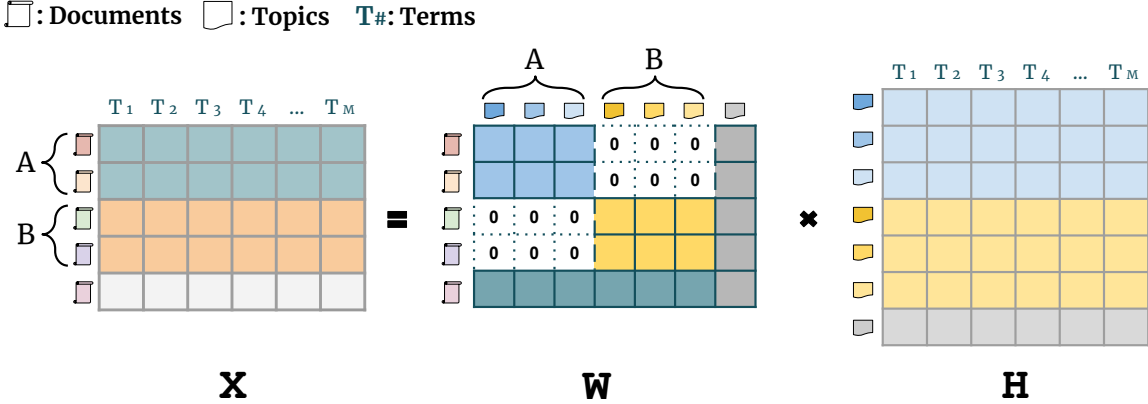 : Documents : Topics T#: Terms
A B
T1 T2 T3 T4 ... TM
T1 T2 T3 T4 ... TM
A
B
0 0 0
0 0 0
0 0 0
0 0 0
=
×
X W H